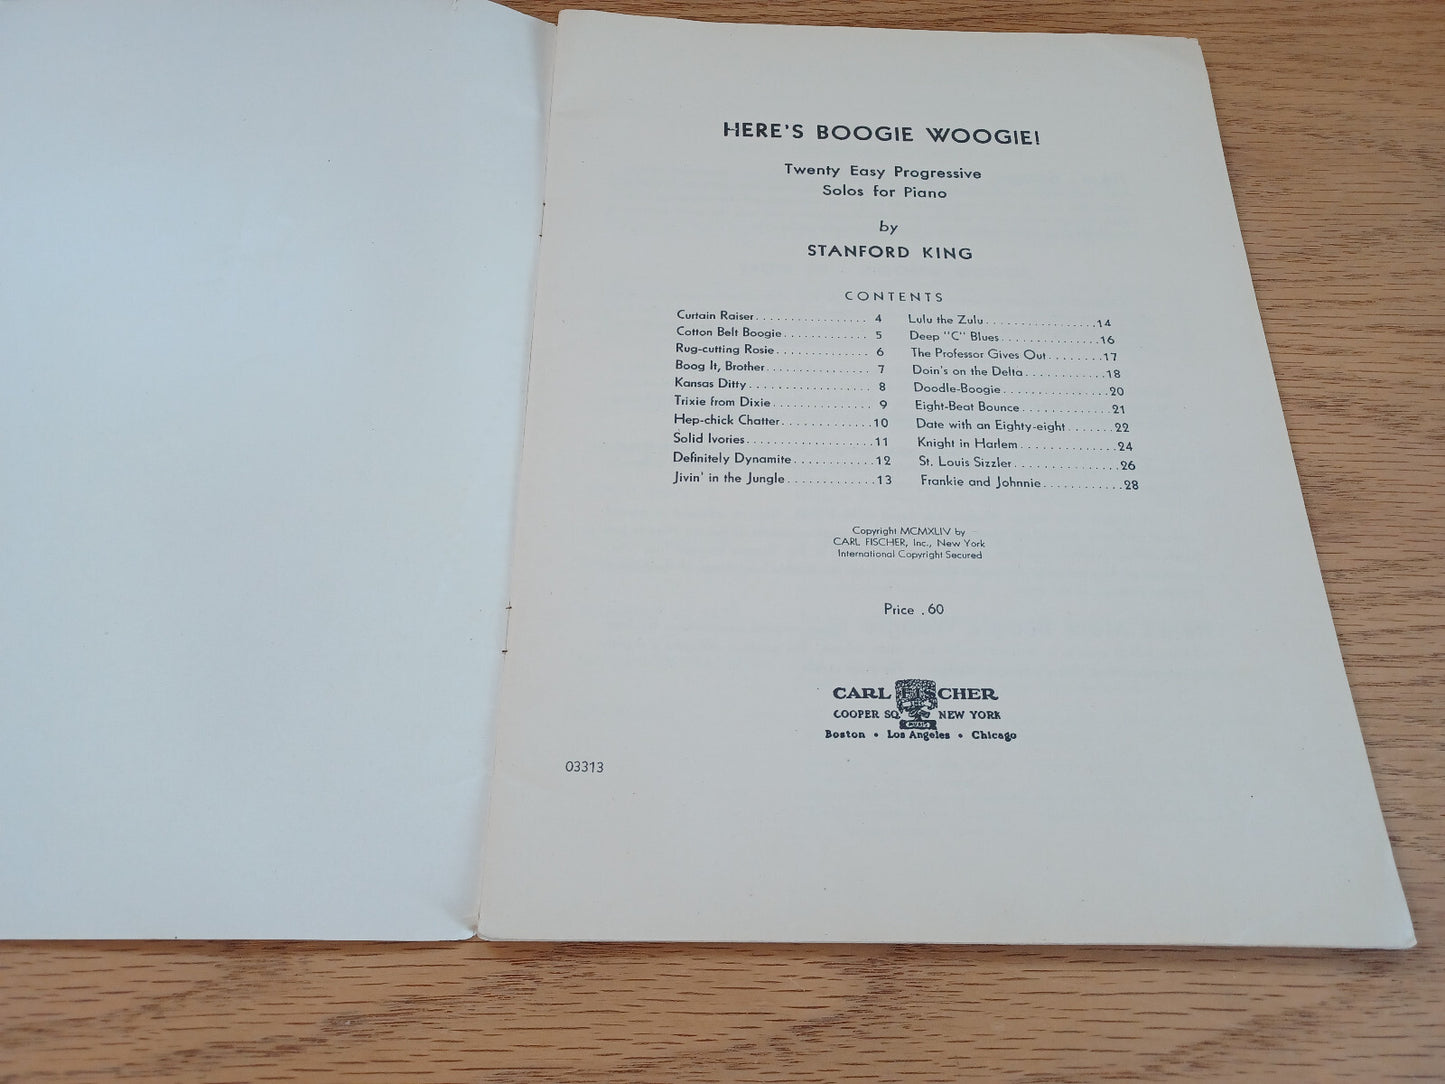 HERE'S BOOGIE WOOGIE!
Twenty Easy Progressive
Solos for Piano
by
STANFORD KING
CONTENTS
Curtain Raiser . . . . . . . . . . . . . . . . 4
Cotton Belt Boogie . . . . . . . . . . . . 5
Rug-cutting Rosie . . . . . . . . . . . . . 6
Boog It, Brother . . . . . . . . . . . . . . . 7
Kansas Ditty . . . . . . . . . . . . . . . . . . 8
Trixie from Dixie . . . . . . . . . . . . . . 9
Hep-chick Chatter . . . . . . . . . . . . . 10
Solid Ivories . . . . . . . . . . . . . . . . . . 11
Definitely Dynamite . . . . . . . . . . . . 12
Jivin' in the Jungle . . . . . . . . . . . . . 13
Lulu the Zulu . . . . . . . . . . . . . . . . . 14
Deep "C" Blues . . . . . . . . . . . . . . . 16
The Professor Gives Out . . . . . . . . 17
Doin's on the Delta . . . . . . . . . . . . 18
Doodle-Boogie . . . . . . . . . . . . . . . . 20
Eight-Beat Bounce . . . . . . . . . . . . . 21
Date with an Eighty-eight . . . . . . . 22
Knight in Harlem . . . . . . . . . . . . . . 24
St. Louis Sizzler . . . . . . . . . . . . . . . . 26
Frankie and Johnnie . . . . . . . . . . . . 28
Copyright MCMXLIV by
CARL FISCHER, Inc., New York
International Copyright Secured
Price .60
CARL FISCHER
COOPER SQ. NEW YORK
Boston • Los Angeles • Chicago
03313